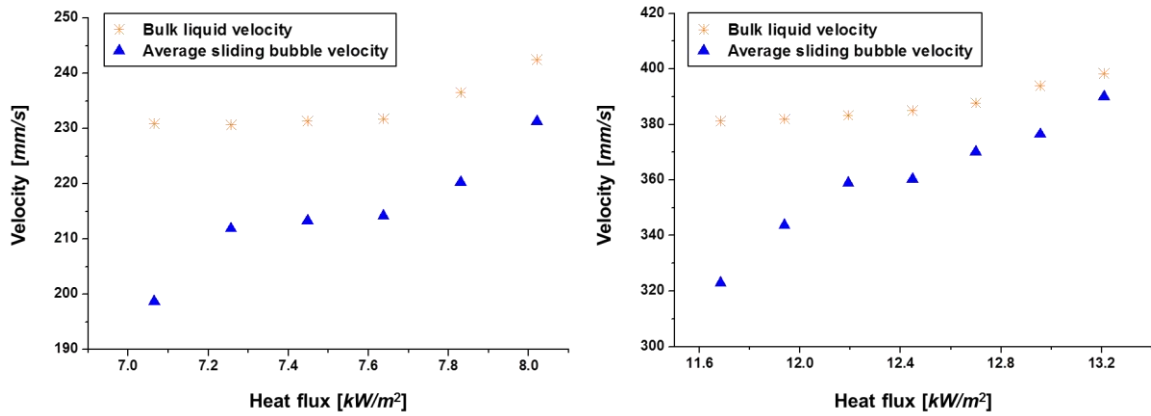 Bulk liquid velocity
Average sliding bubble velocity
250
240
230
220
210
200
190
Velocity [mm/s]
7.0 7.2 7.4 7.6 7.8 8.0
Heat flux [kW/m²]
Bulk liquid velocity
Average sliding bubble velocity
420
400
380
360
340
320
300
Velocity [mm/s]
11.6 12.0 12.4 12.8 13.2
Heat flux [kW/m²]